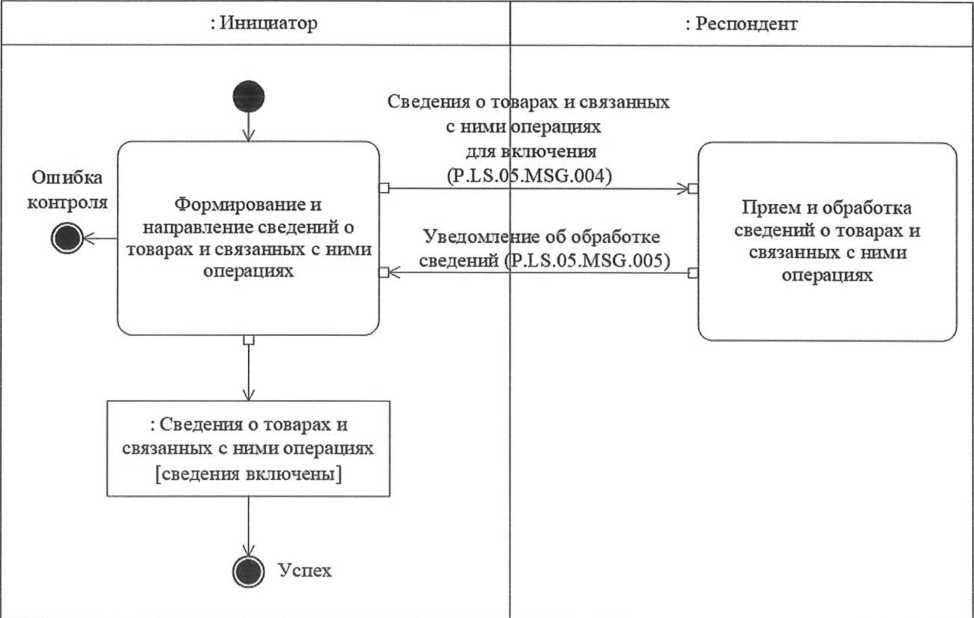 : Инициатор
: Респондент
Сведения о товарах и связанных
с ними операциях
для включения
(P.LS.05.MSG.004)
Ошибка
контроля
Формирование и
направление сведений о
товарах и связанных с ними
операциях
Прием и обработка
сведений о товарах и
связанных с ними
операциях
Уведомление об обработке
сведений (P.LS.05.MSG.005)
: Сведения о товарах и
связанных с ними операциях
[сведения включены]
Успех